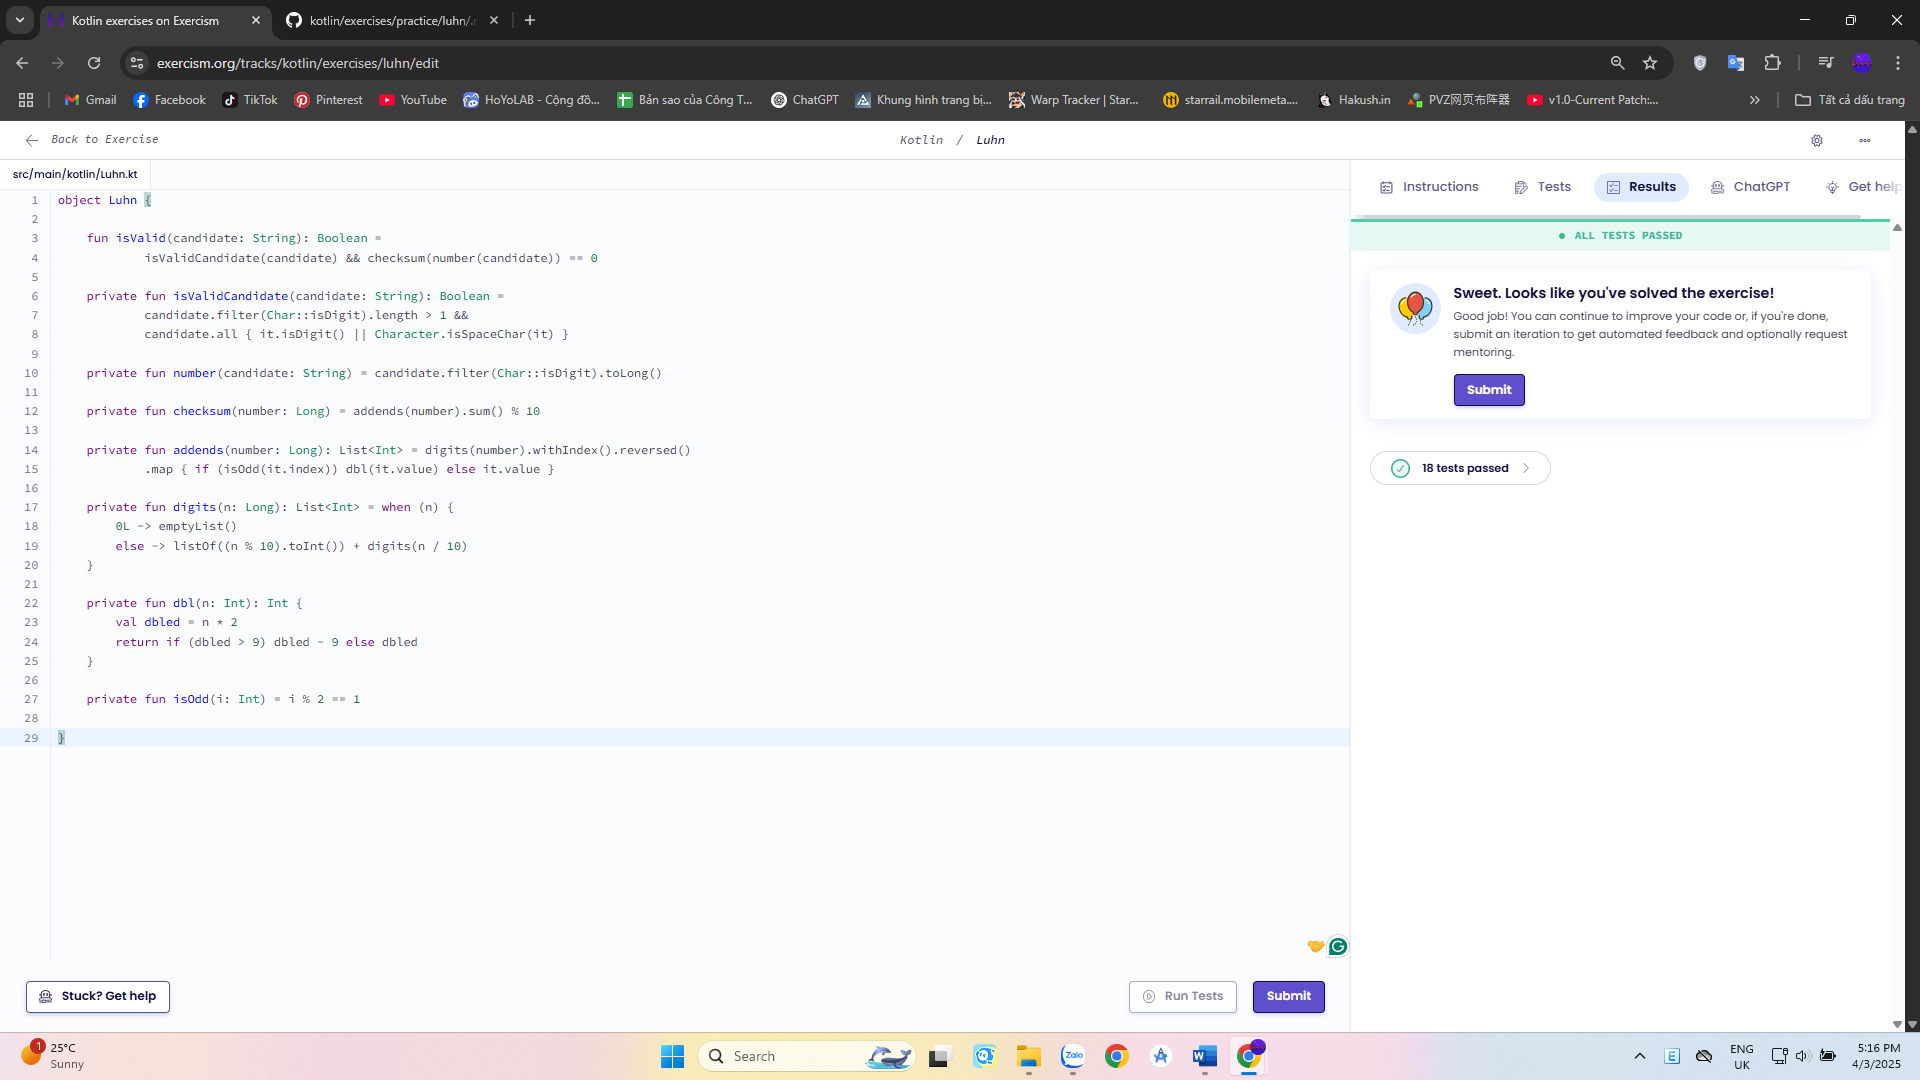 Kotlin exercises on Exercism
kotlin/exercises/practice/luhn/.
exercism.org/tracks/kotlin/exercises/luhn/edit
Gmail
Facebook
TikTok
Pinterest
YouTube
HoYoLAB - Cộng đồ...
Bản sao của Công T...
ChatGPT
Khung hình trang bị...
Warp Tracker | Star...
starrail.mobilemeta....
Hakush.in
PVZ网页布阵器
v1.0-Current Patch:...
Tất cả dấu trang
Back to Exercise
Kotlin / Luhn
src/main/kotlin/Luhn.kt
Instructions
Tests
Results
ChatGPT
Get help
1 object Luhn {
2
3 fun isValid(candidate: String): Boolean =
4 isValidCandidate(candidate) && checksum(number(candidate)) == 0
5
6 private fun isValidCandidate(candidate: String): Boolean =
7 candidate.filter(Char::isDigit).length > 1 &&
8 candidate.all { it.isDigit() || Character.isSpaceChar(it) }
9
10 private fun number(candidate: String) = candidate.filter(Char::isDigit).toLong()
11
12 private fun checksum(number: Long) = addends(number).sum() % 10
13
14 private fun addends(number: Long): List<Int> = digits(number).withIndex().reversed()
15 .map { if (isOdd(it.index)) dbl(it.value) else it.value }
16
17 private fun digits(n: Long): List<Int> = when (n) {
18 0L -> emptyList()
19 else -> listOf((n % 10).toInt()) + digits(n / 10)
20 }
21
22 private fun dbl(n: Int): Int {
23 val dbled = n * 2
24 return if (dbled > 9) dbled - 9 else dbled
25 }
26
27 private fun isOdd(i: Int) = i % 2 == 1
28
29 }
ALL TESTS PASSED
Sweet. Looks like you've solved the exercise!
Good job! You can continue to improve your code or, if you're done,
submit an iteration to get automated feedback and optionally request
mentoring.
Submit
18 tests passed
Stuck? Get help
Run Tests
Submit
1
25°C
Sunny
Search
Zalo
ENG
UK
5:16 PM
4/3/2025